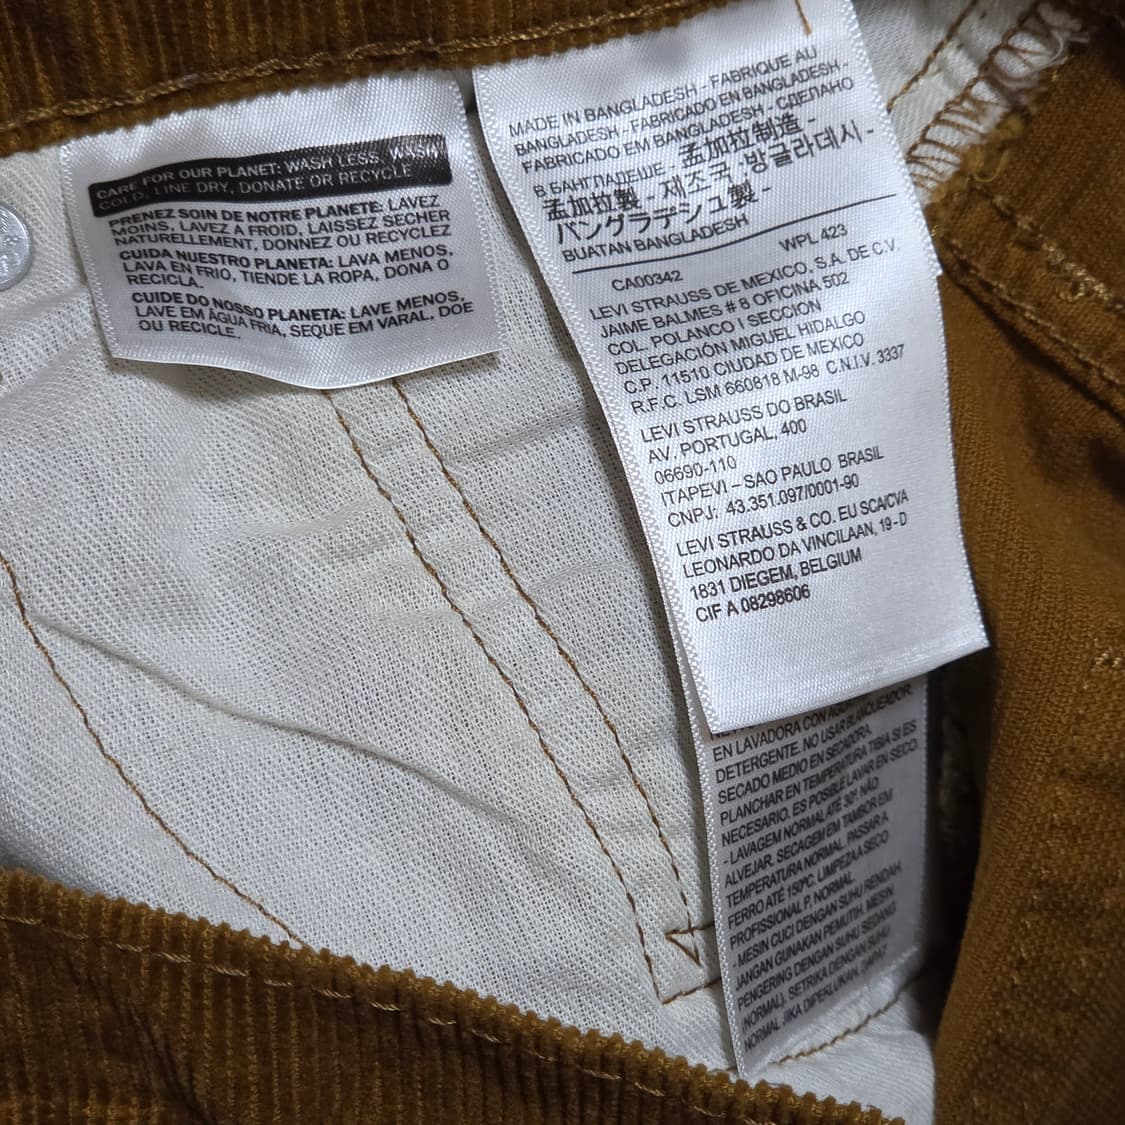 CARE FOR OUR PLANET: WASH LESS, WASH
COLD, LINE DRY, DONATE OR RECYCLE
PRENEZ SOIN DE NOTRE PLANETE: LAVEZ
MOINS, LAVEZ A FROID, LAISSEZ SECHER
NATURELLEMENT, DONNEZ OU RECYCLEZ
CUIDA NUESTRO PLANETA: LAVA MENOS,
LAVA EN FRIO, TIENDE LA ROPA, DONA O
RECICLA.
CUIDE DO NOSSO PLANETA: LAVE MENOS,
LAVE EM ÁGUA FRIA, SEQUE EM VARAL, DOE
OU RECICLE.
MADE IN BANGLADESH - FABRIQUE AU
BANGLADESH - FABRICADO EN BANGLADESH -
FABRICADO EM BANGLADESH - СДЕЛАНО
В БАНГЛАДЕШЕ - 孟加拉制造 -
孟加拉製 - 제조국 :방글라데시 -
バングラデシュ製 -
BUATAN BANGLADESH
CA00342 WPL 423
LEVI STRAUSS DE MEXICO, S.A. DE C.V.
JAIME BALMES # 8 OFICINA 502
COL. POLANCO I SECCION
DELEGACIÓN MIGUEL HIDALGO
C.P. 11510 CIUDAD DE MEXICO
R.F.C. LSM 660818 M-98 C.N.I.V. 3337
LEVI STRAUSS DO BRASIL
AV. PORTUGAL, 400
06690-110
ITAPEVI – SAO PAULO BRASIL
CNPJ: 43.351.097/0001-90
LEVI STRAUSS & CO. EU SCA/CVA
LEONARDO DA VINCILAAN, 19-D
1831 DIEGEM, BELGIUM
CIF A 08298606
EN LAVADORA CON
DETERGENTE. NO USAR BLANQUEADOR.
SECADO MEDIO EN SECADORA.
PLANCHAR EN TEMPERATURA TIBIA SI ES
NECESARIO. ES POSIBLE LAVAR EN SECO.
- LAVAGEM NORMAL ATÉ 30º. NÃO
ALVEJAR. SECAGEM EM TAMBOR EM
TEMPERATURA NORMAL. PASSAR A
FERRO ATÉ 150ºC. LIMPEZA A SECO
PROFISSIONAL P, NORMAL.
- MESIN CUCI DENGAN SUHU RENDAH.
JANGAN GUNAKAN PEMUTIH. MESIN
PENGERING DENGAN SUHU SEDANG
(NORMAL). SETRIKA DENGAN SUHU
NORMAL JIKA DIPERLUKAN. DAPAT